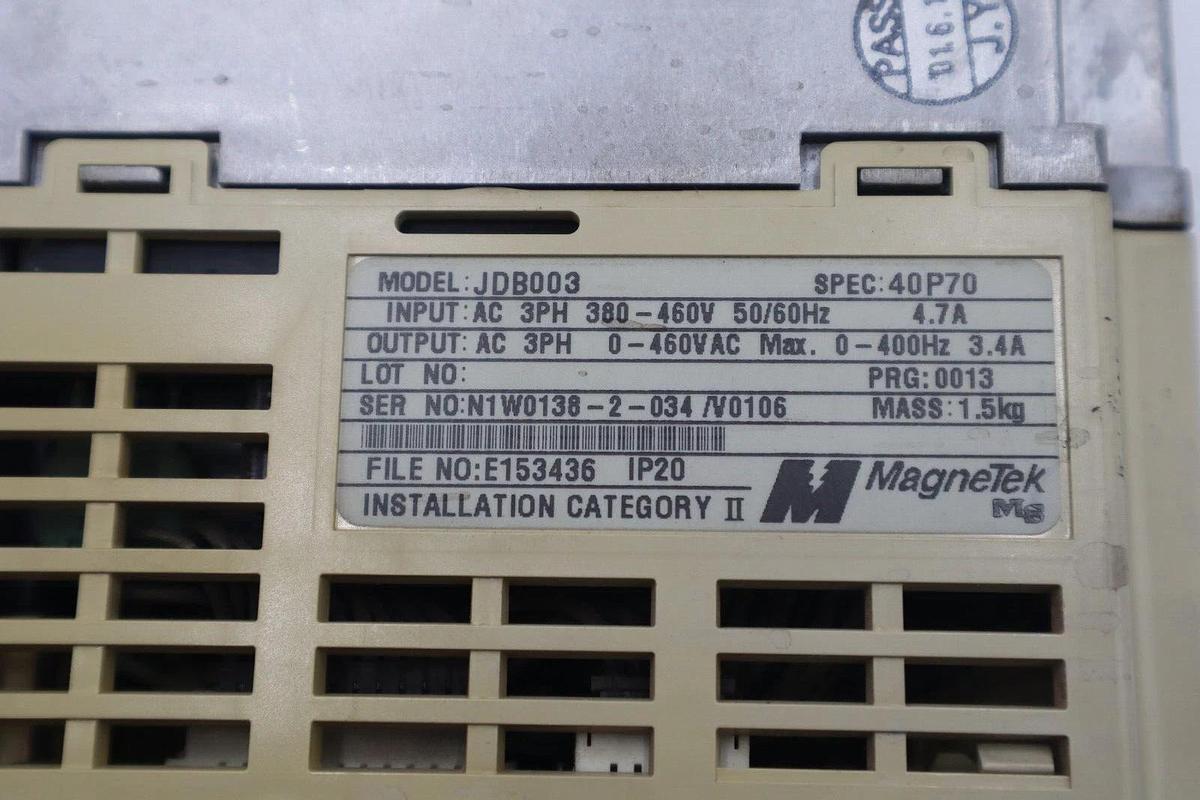 PASS
J.Y
MODEL:JDB003 SPEC:40P70
INPUT:AC 3PH 380-460V 50/60Hz 4.7A
OUTPUT:AC 3PH 0-460VAC Max. 0-400Hz 3.4A
LOT NO: PRG:0013
SER NO:N1W0138-2-034/V0106 MASS:1.5kg
FILE NO:E153436 IP20
INSTALLATION CATEGORY II
MagneTek